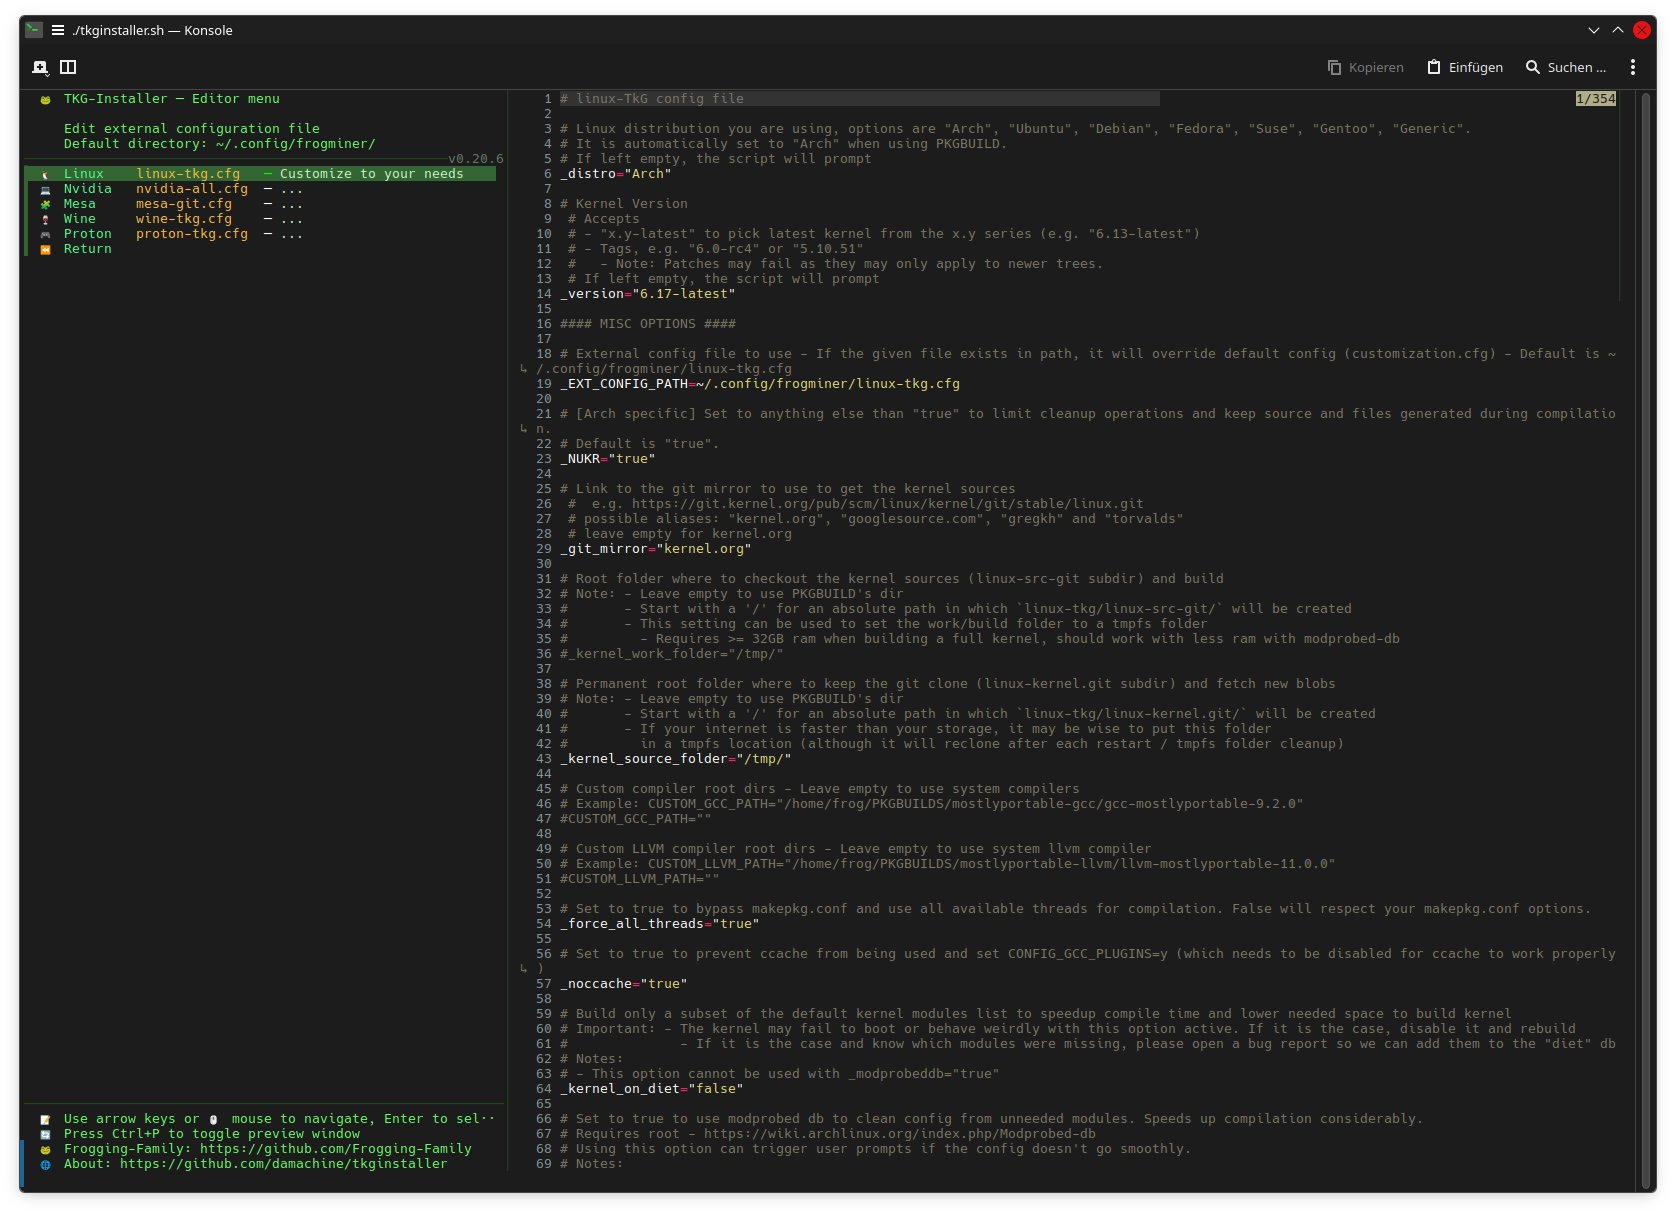 ./tkginstaller.sh — Konsole
Kopieren
Einfügen
Suchen ...
TKG-Installer — Editor menu
Edit external configuration file
Default directory: ~/.config/frogminer/
v0.20.6
Linux linux-tkg.cfg — Customize to your needs
Nvidia nvidia-all.cfg — ...
Mesa mesa-git.cfg — ...
Wine wine-tkg.cfg — ...
Proton proton-tkg.cfg — ...
Return
Use arrow keys or mouse to navigate, Enter to sel··
Press Ctrl+P to toggle preview window
Frogging-Family: https://github.com/Frogging-Family
About: https://github.com/damachine/tkginstaller
1/354
1 # linux-TkG config file
2
3 # Linux distribution you are using, options are "Arch", "Ubuntu", "Debian", "Fedora", "Suse", "Gentoo", "Generic".
4 # It is automatically set to "Arch" when using PKGBUILD.
5 # If left empty, the script will prompt
6 _distro="Arch"
7
8 # Kernel Version
9  # Accepts
10  # - "x.y-latest" to pick latest kernel from the x.y series (e.g. "6.13-latest")
11  # - Tags, e.g. "6.0-rc4" or "5.10.51"
12  #   - Note: Patches may fail as they may only apply to newer trees.
13  # If left empty, the script will prompt
14 _version="6.17-latest"
15
16 #### MISC OPTIONS ####
17
18 # External config file to use - If the given file exists in path, it will override default config (customization.cfg) - Default is ~
↳ /.config/frogminer/linux-tkg.cfg
19 _EXT_CONFIG_PATH=~/.config/frogminer/linux-tkg.cfg
20
21 # [Arch specific] Set to anything else than "true" to limit cleanup operations and keep source and files generated during compilatio
↳ n.
22 # Default is "true".
23 _NUKR="true"
24
25 # Link to the git mirror to use to get the kernel sources
26  #  e.g. https://git.kernel.org/pub/scm/linux/kernel/git/stable/linux.git
27  # possible aliases: "kernel.org", "googlesource.com", "gregkh" and "torvalds"
28  # leave empty for kernel.org
29 _git_mirror="kernel.org"
30
31 # Root folder where to checkout the kernel sources (linux-src-git subdir) and build
32 # Note: - Leave empty to use PKGBUILD's dir
33 #       - Start with a '/' for an absolute path in which `linux-tkg/linux-src-git/` will be created
34 #       - This setting can be used to set the work/build folder to a tmpfs folder
35 #         - Requires >= 32GB ram when building a full kernel, should work with less ram with modprobed-db
36 #_kernel_work_folder="/tmp/"
37
38 # Permanent root folder where to keep the git clone (linux-kernel.git subdir) and fetch new blobs
39 # Note: - Leave empty to use PKGBUILD's dir
40 #       - Start with a '/' for an absolute path in which `linux-tkg/linux-kernel.git/` will be created
41 #       - If your internet is faster than your storage, it may be wise to put this folder
42 #         in a tmpfs location (although it will reclone after each restart / tmpfs folder cleanup)
43 _kernel_source_folder="/tmp/"
44
45 # Custom compiler root dirs - Leave empty to use system compilers
46 # Example: CUSTOM_GCC_PATH="/home/frog/PKGBUILDS/mostlyportable-gcc/gcc-mostlyportable-9.2.0"
47 #CUSTOM_GCC_PATH=""
48
49 # Custom LLVM compiler root dirs - Leave empty to use system llvm compiler
50 # Example: CUSTOM_LLVM_PATH="/home/frog/PKGBUILDS/mostlyportable-llvm/llvm-mostlyportable-11.0.0"
51 #CUSTOM_LLVM_PATH=""
52
53 # Set to true to bypass makepkg.conf and use all available threads for compilation. False will respect your makepkg.conf options.
54 _force_all_threads="true"
55
56 # Set to true to prevent ccache from being used and set CONFIG_GCC_PLUGINS=y (which needs to be disabled for ccache to work properly
↳ )
57 _noccache="true"
58
59 # Build only a subset of the default kernel modules list to speedup compile time and lower needed space to build kernel
60 # Important: - The kernel may fail to boot or behave weirdly with this option active. If it is the case, disable it and rebuild
61 #              - If it is the case and know which modules were missing, please open a bug report so we can add them to the "diet" db
62 # Notes:
63 # - This option cannot be used with _modprobeddb="true"
64 _kernel_on_diet="false"
65
66 # Set to true to use modprobed db to clean config from unneeded modules. Speeds up compilation considerably.
67 # Requires root - https://wiki.archlinux.org/index.php/Modprobed-db
68 # Using this option can trigger user prompts if the config doesn't go smoothly.
69 # Notes: